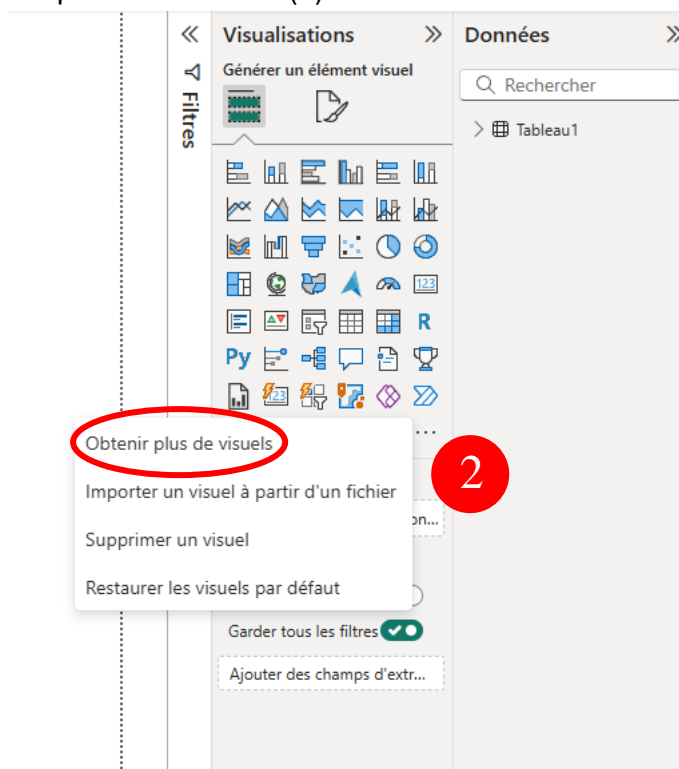 Visualisations
Données
Générer un élément visuel
Rechercher
Filtres
Tableau1
123
R
Py
123
Obtenir plus de visuels
...
2
Importer un visuel à partir d'un fichier
on...
Supprimer un visuel
Restaurer les visuels par défaut
Garder tous les filtres
Ajouter des champs d'extr...